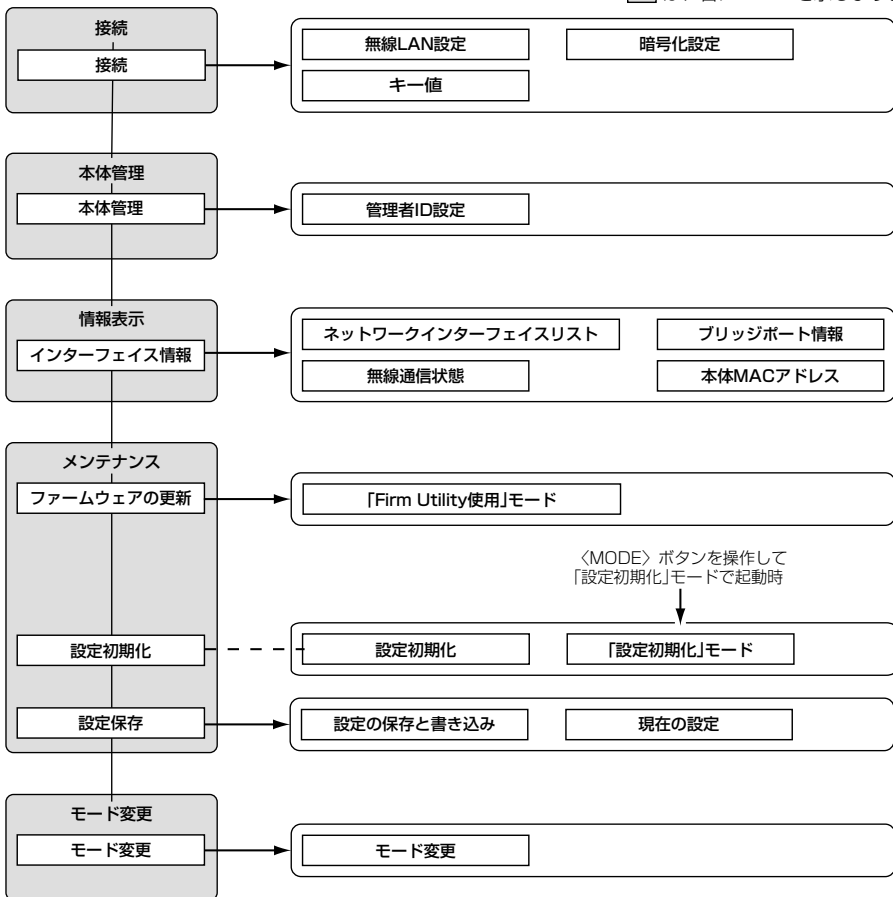 接続
接続
無線LAN設定
暗号化設定
キー値
本体管理
本体管理
管理者ID設定
情報表示
インターフェイス情報
ネットワークインターフェイスリスト
ブリッジポート情報
無線通信状態
本体MACアドレス
メンテナンス
ファームウェアの更新
「Firm Utility使用」モード
〈MODE〉ボタンを操作して
「設定初期化」モードで起動時
設定初期化
設定初期化
「設定初期化」モード
設定保存
設定の保存と書き込み
現在の設定
モード変更
モード変更
モード変更